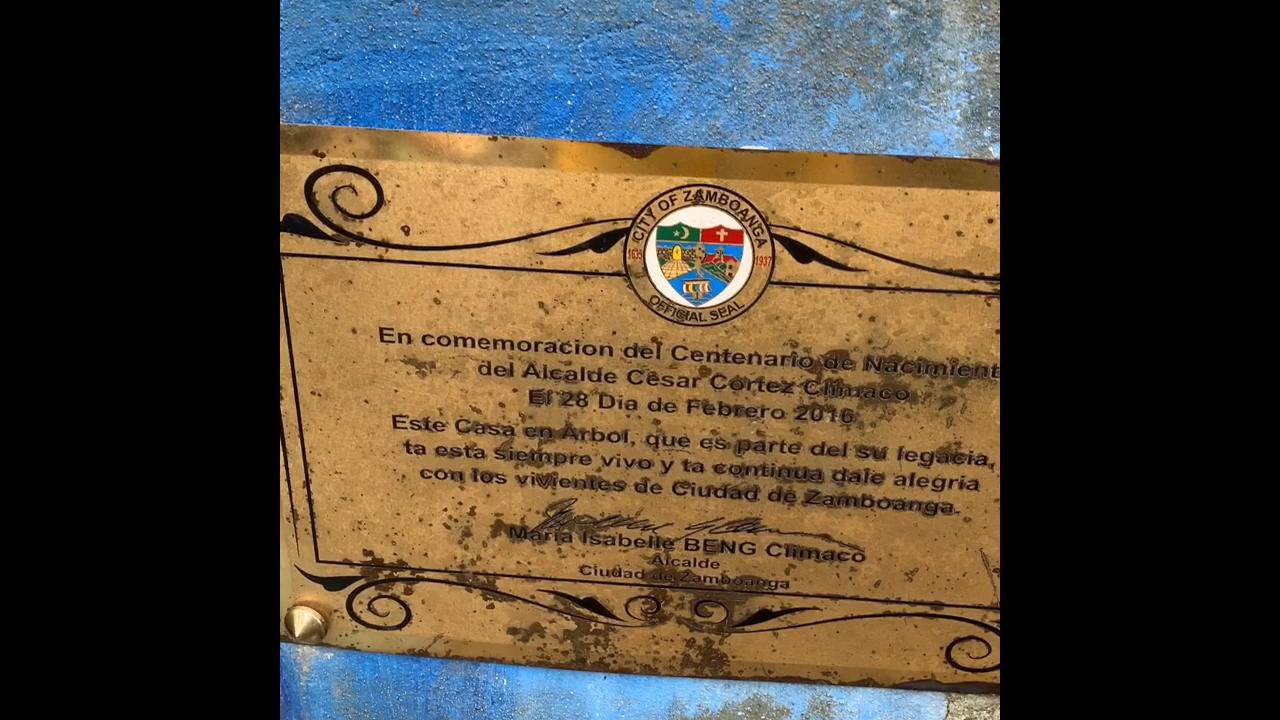 CITY OF ZAMBOANGA
1635 1937
OFFICIAL SEAL
En comemoracion del Centenario de Nacimient
del Alcalde Cesar Cortez Climaco
El 28 Dia de Febrero 2016
Este Casa en Arbol, que es parte del su legacia,
ta esta siempre vivo y ta continua dale alegria
con los vivientes de Ciudad de Zamboanga.
Maria Isabelle BENG Climaco
Alcalde
Ciudad de Zamboanga